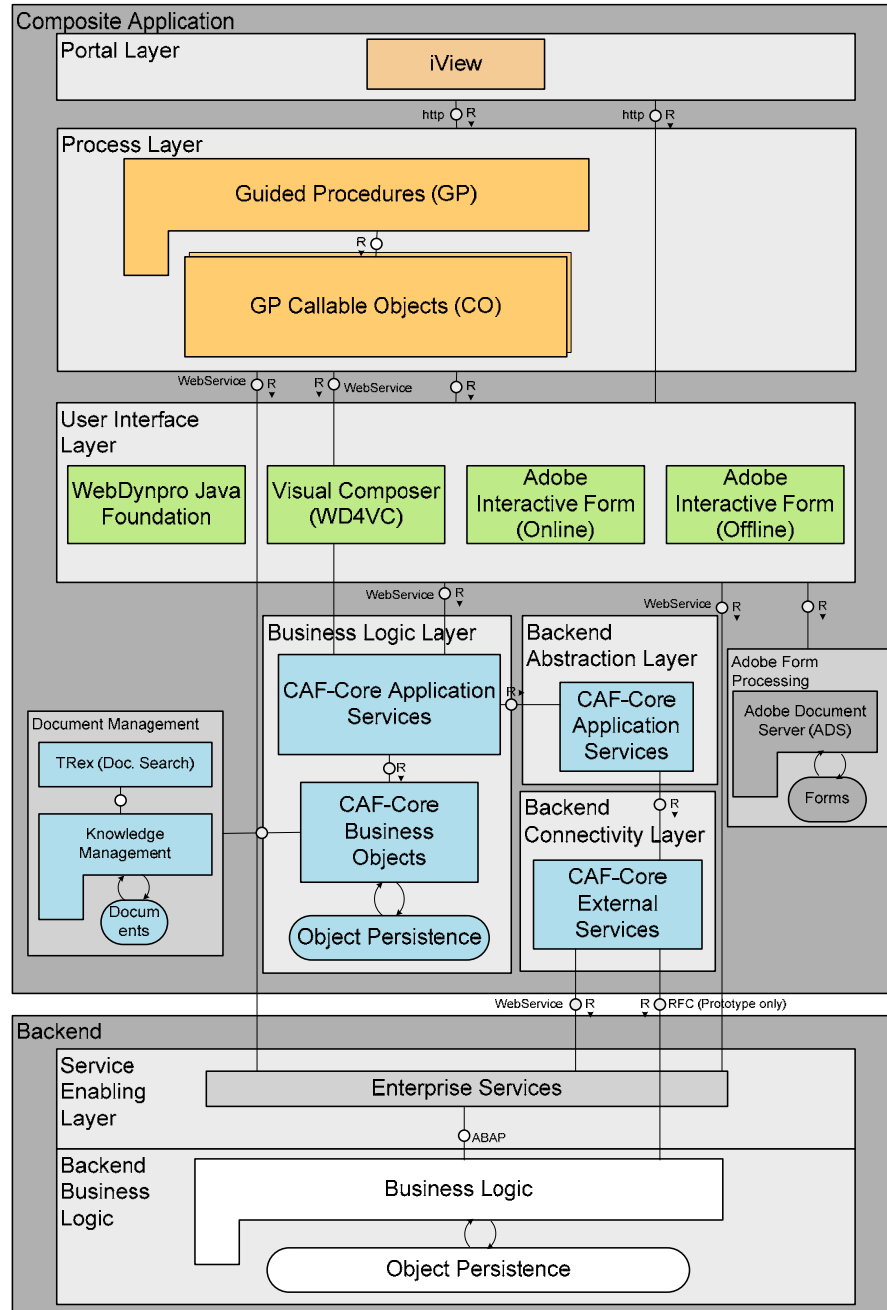 Composite Application
Portal Layer
iView
http
R
http
R
Process Layer
Guided Procedures (GP)
R
GP Callable Objects (CO)
WebService
R
R
WebService
R
User Interface
Layer
WebDynpro Java
Foundation
Visual Composer
(WD4VC)
Adobe
Interactive Form
(Online)
Adobe
Interactive Form
(Offline)
WebService
R
WebService
R
R
Business Logic Layer
CAF-Core Application
Services
R
CAF-Core
Business
Objects
Object Persistence
R
Backend
Abstraction Layer
CAF-Core
Application
Services
R
Backend
Connectivity Layer
CAF-Core
External
Services
Adobe Form
Processing
Adobe Document
Server (ADS)
Forms
Document Management
TRex (Doc. Search)
Knowledge
Management
Docum
ents
WebService
R
R
RFC (Prototype only)
Backend
Service
Enabling
Layer
Enterprise Services
ABAP
Backend
Business
Logic
Business Logic
Object Persistence